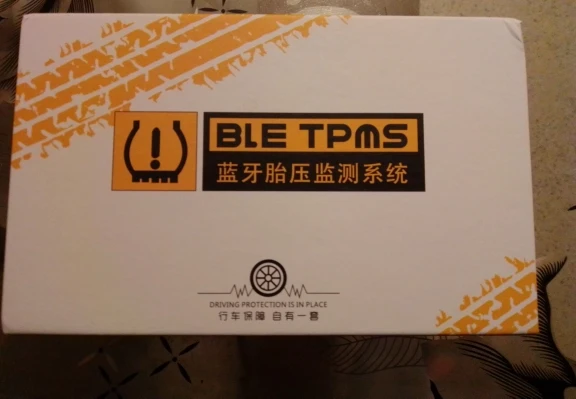 BLE TPMS
蓝牙胎压监测系统
DRIVING PROTECTION IS IN PLACE
行车保障 自有一套